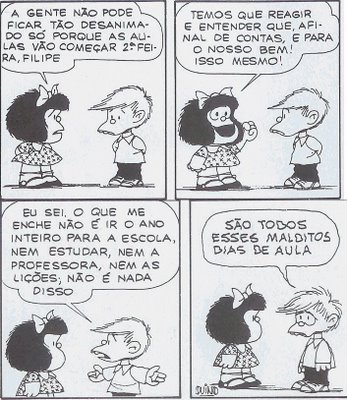 A GENTE NÃO PODE
FICAR TÃO DESANIMA-
DO SÓ PORQUE AS AU-
LAS VÃO COMEÇAR 2ª FEI-
RA, FILIPE
TEMOS QUE REAGIR
E ENTENDER QUE, AFI-
NAL DE CONTAS, É PARA
O NOSSO BEM!
ISSO MESMO!
EU SEI, O QUE ME
ENCHE NÃO É IR O ANO
INTEIRO PARA A ESCOLA,
NEM ESTUDAR, NEM A
PROFESSORA, NEM AS
LIÇÕES; NÃO É NADA
DISSO
SÃO TODOS
ESSES MALDITOS
DIAS DE AULA
QUINO